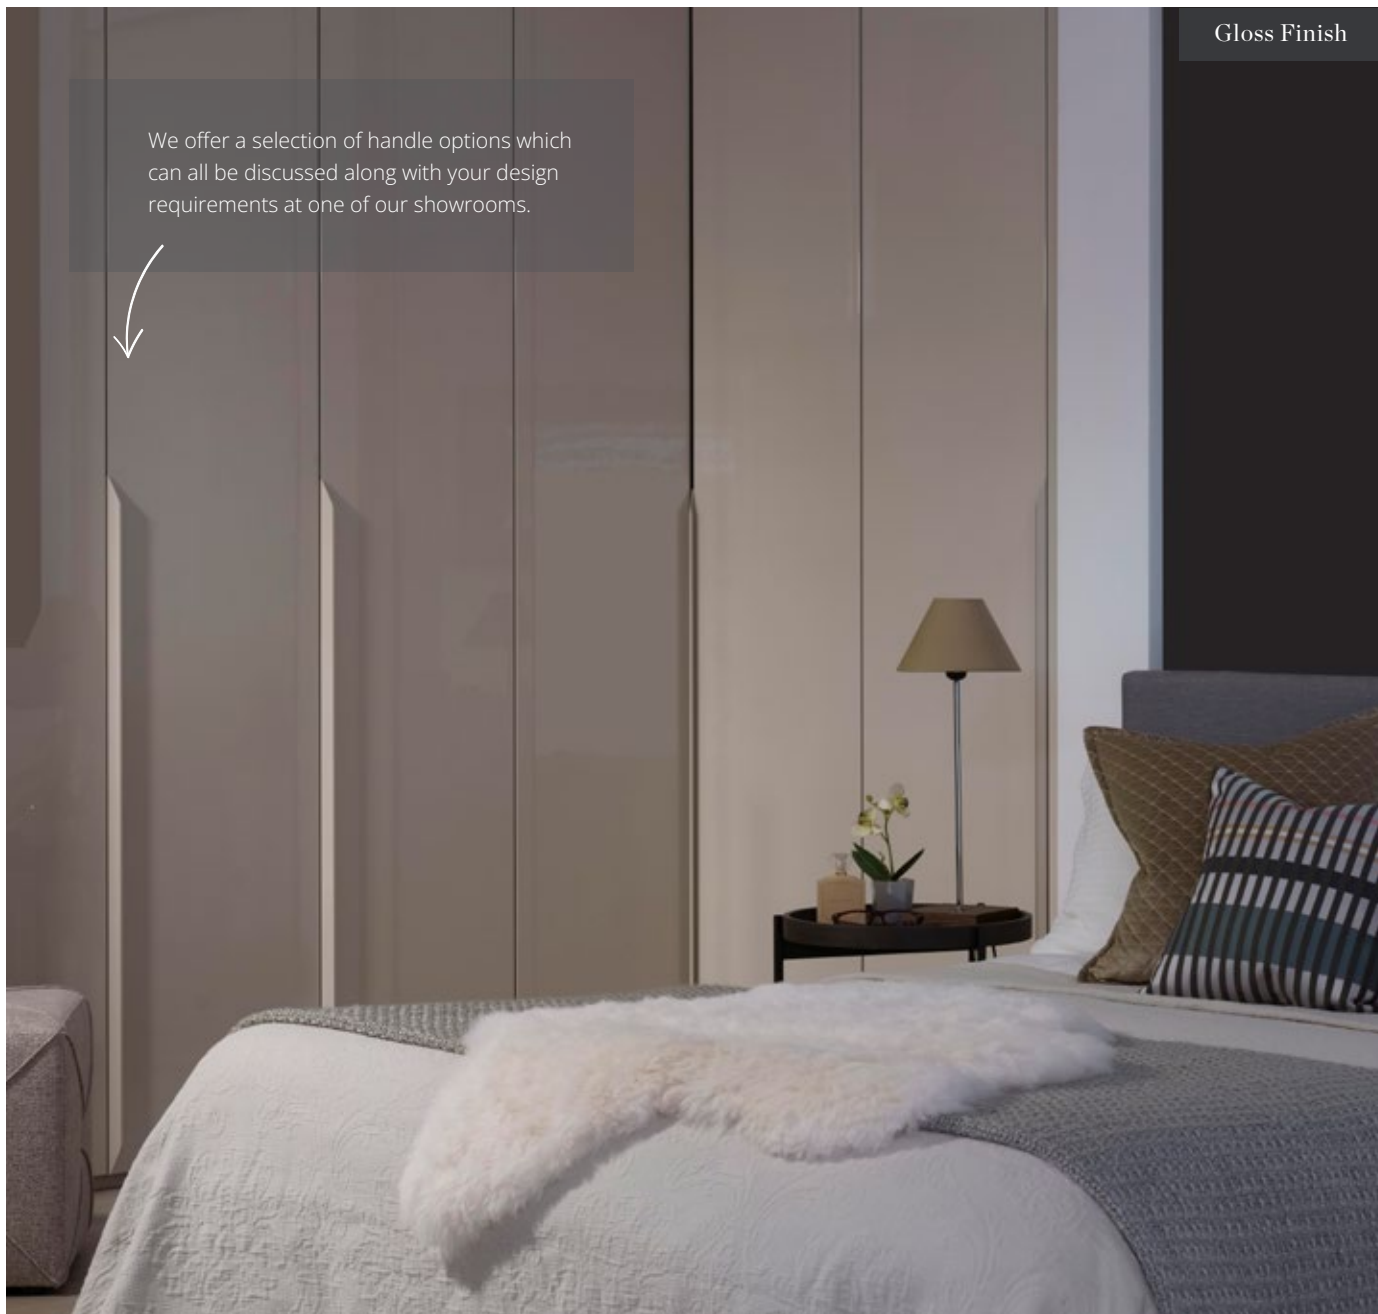 Gloss Finish
We offer a selection of handle options which
can all be discussed along with your design
requirements at one of our showrooms.